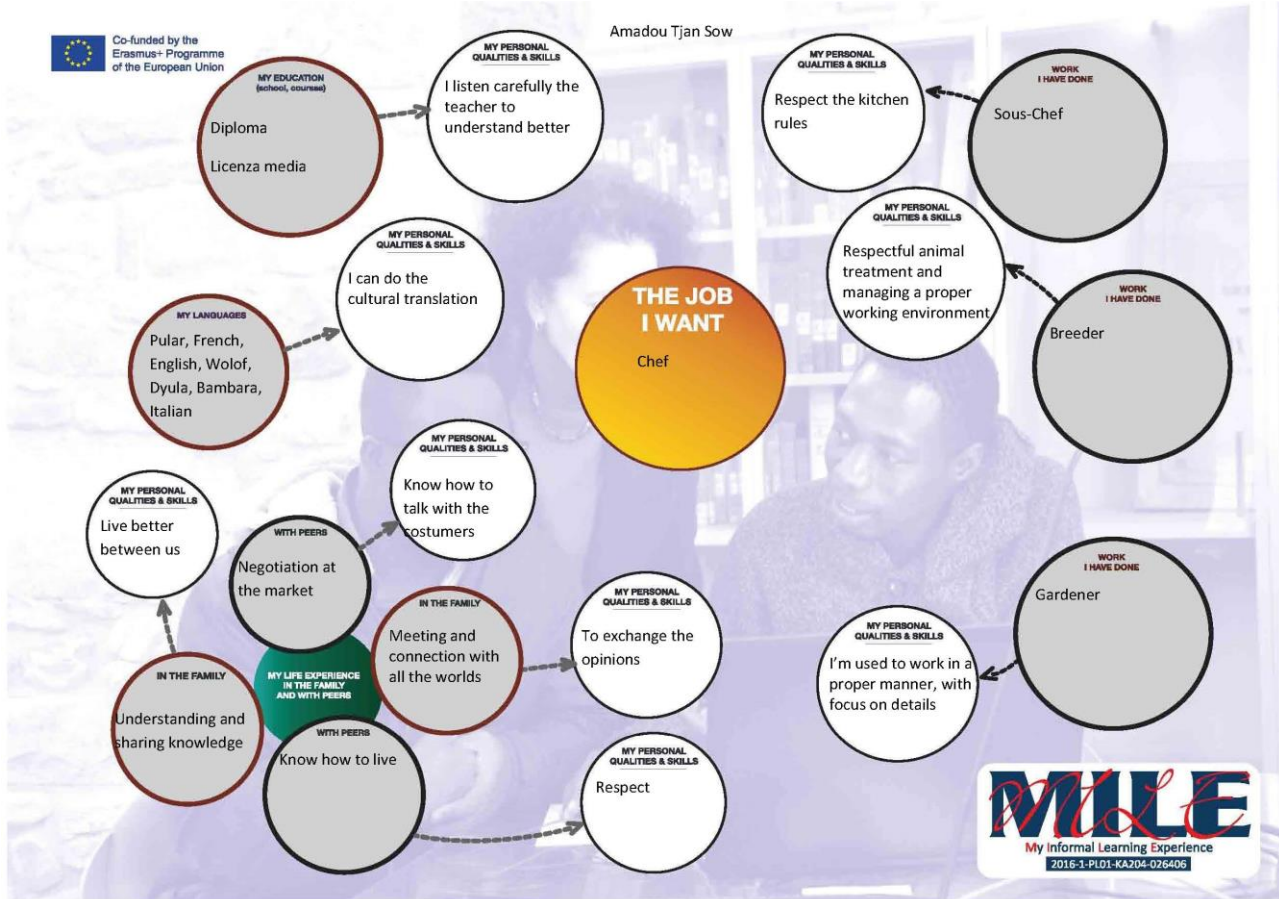 Amadou Tjan Sow
Co-funded by the
Erasmus+ Programme
of the European Union
MY EDUCATION
(school, courses)
Diploma
Licenza media
MY PERSONAL
QUALITIES & SKILLS
I listen carefully the
teacher to
understand better
MY PERSONAL
QUALITIES & SKILLS
Respect the kitchen
rules
WORK
I HAVE DONE
Sous-Chef
MY PERSONAL
QUALITIES & SKILLS
I can do the
cultural translation
MY LANGUAGES
Pular, French,
English, Wolof,
Dyula, Bambara,
Italian
THE JOB
I WANT
Chef
MY PERSONAL
QUALITIES & SKILLS
Respectful animal
treatment and
managing a proper
working environment
WORK
I HAVE DONE
Breeder
MY PERSONAL
QUALITIES & SKILLS
Know how to
talk with the
costumers
MY PERSONAL
QUALITIES & SKILLS
Live better
between us
WITH PEERS
Negotiation at
the market
IN THE FAMILY
Meeting and
connection with
all the worlds
MY PERSONAL
QUALITIES & SKILLS
To exchange the
opinions
IN THE FAMILY
Understanding and
sharing knowledge
MY LIFE EXPERIENCE
IN THE FAMILY
AND WITH PEERS
WITH PEERS
Know how to live
MY PERSONAL
QUALITIES & SKILLS
Respect
WORK
I HAVE DONE
Gardener
MY PERSONAL
QUALITIES & SKILLS
I'm used to work in a
proper manner, with
focus on details
MILE
MILE
My Informal Learning Experience
2016-1-PL01-KA204-026406